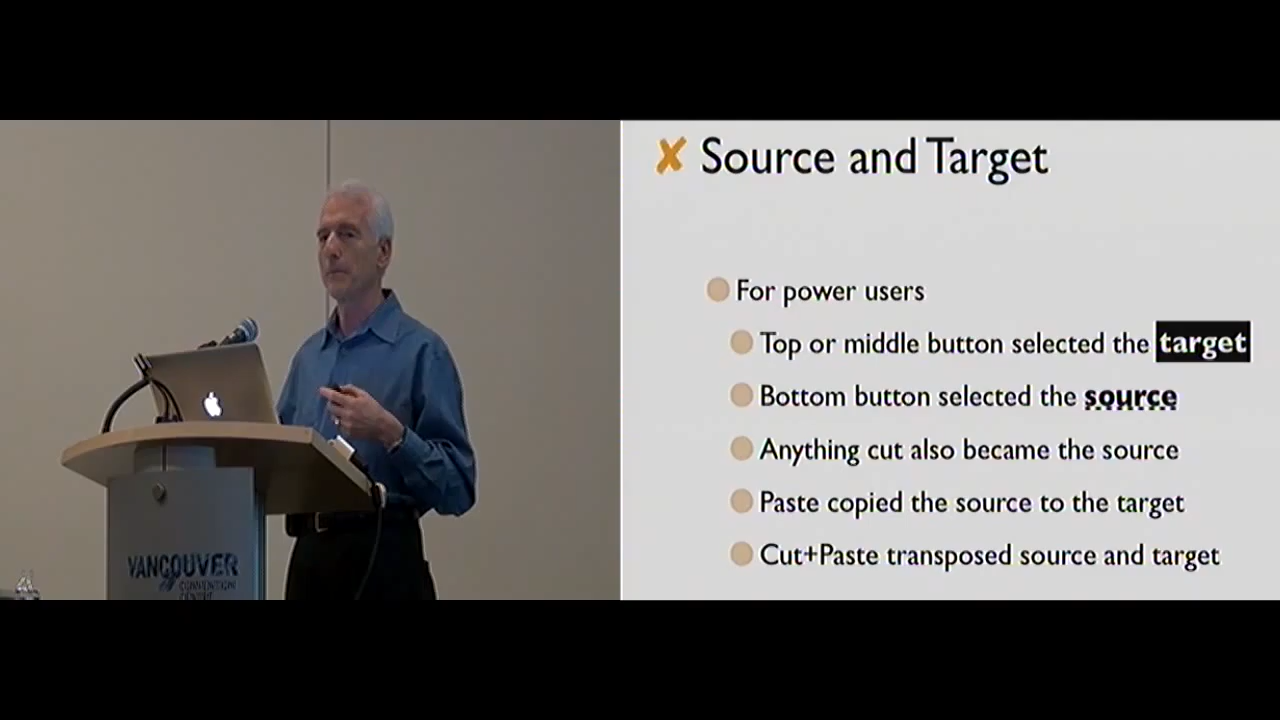 ✘ Source and Target
For power users
Top or middle button selected the target
Bottom button selected the source
Anything cut also became the source
Paste copied the source to the target
Cut+Paste transposed source and target
VANCOUVER
CONVENTION
CENTRE